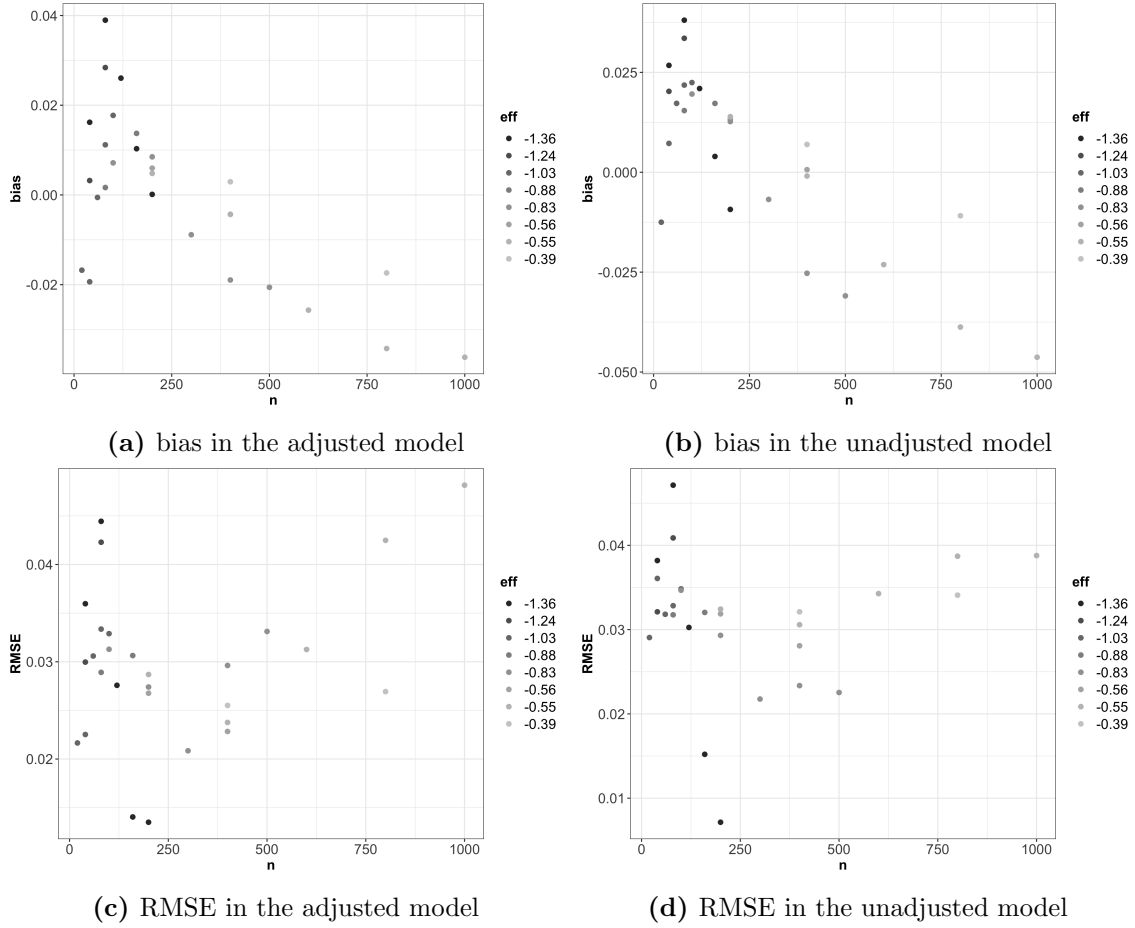 0.04
0.02
0.00
-0.02
bias
0 250 500 750 1000
n
eff
-1.36
-1.24
-1.03
-0.88
-0.83
-0.56
-0.55
-0.39
(a) bias in the adjusted model
0.025
0.000
-0.025
-0.050
bias
0 250 500 750 1000
n
eff
-1.36
-1.24
-1.03
-0.88
-0.83
-0.56
-0.55
-0.39
(b) bias in the unadjusted model
0.04
0.03
0.02
RMSE
0 250 500 750 1000
n
eff
-1.36
-1.24
-1.03
-0.88
-0.83
-0.56
-0.55
-0.39
(c) RMSE in the adjusted model
0.04
0.03
0.02
0.01
RMSE
0 250 500 750 1000
n
eff
-1.36
-1.24
-1.03
-0.88
-0.83
-0.56
-0.55
-0.39
(d) RMSE in the unadjusted model